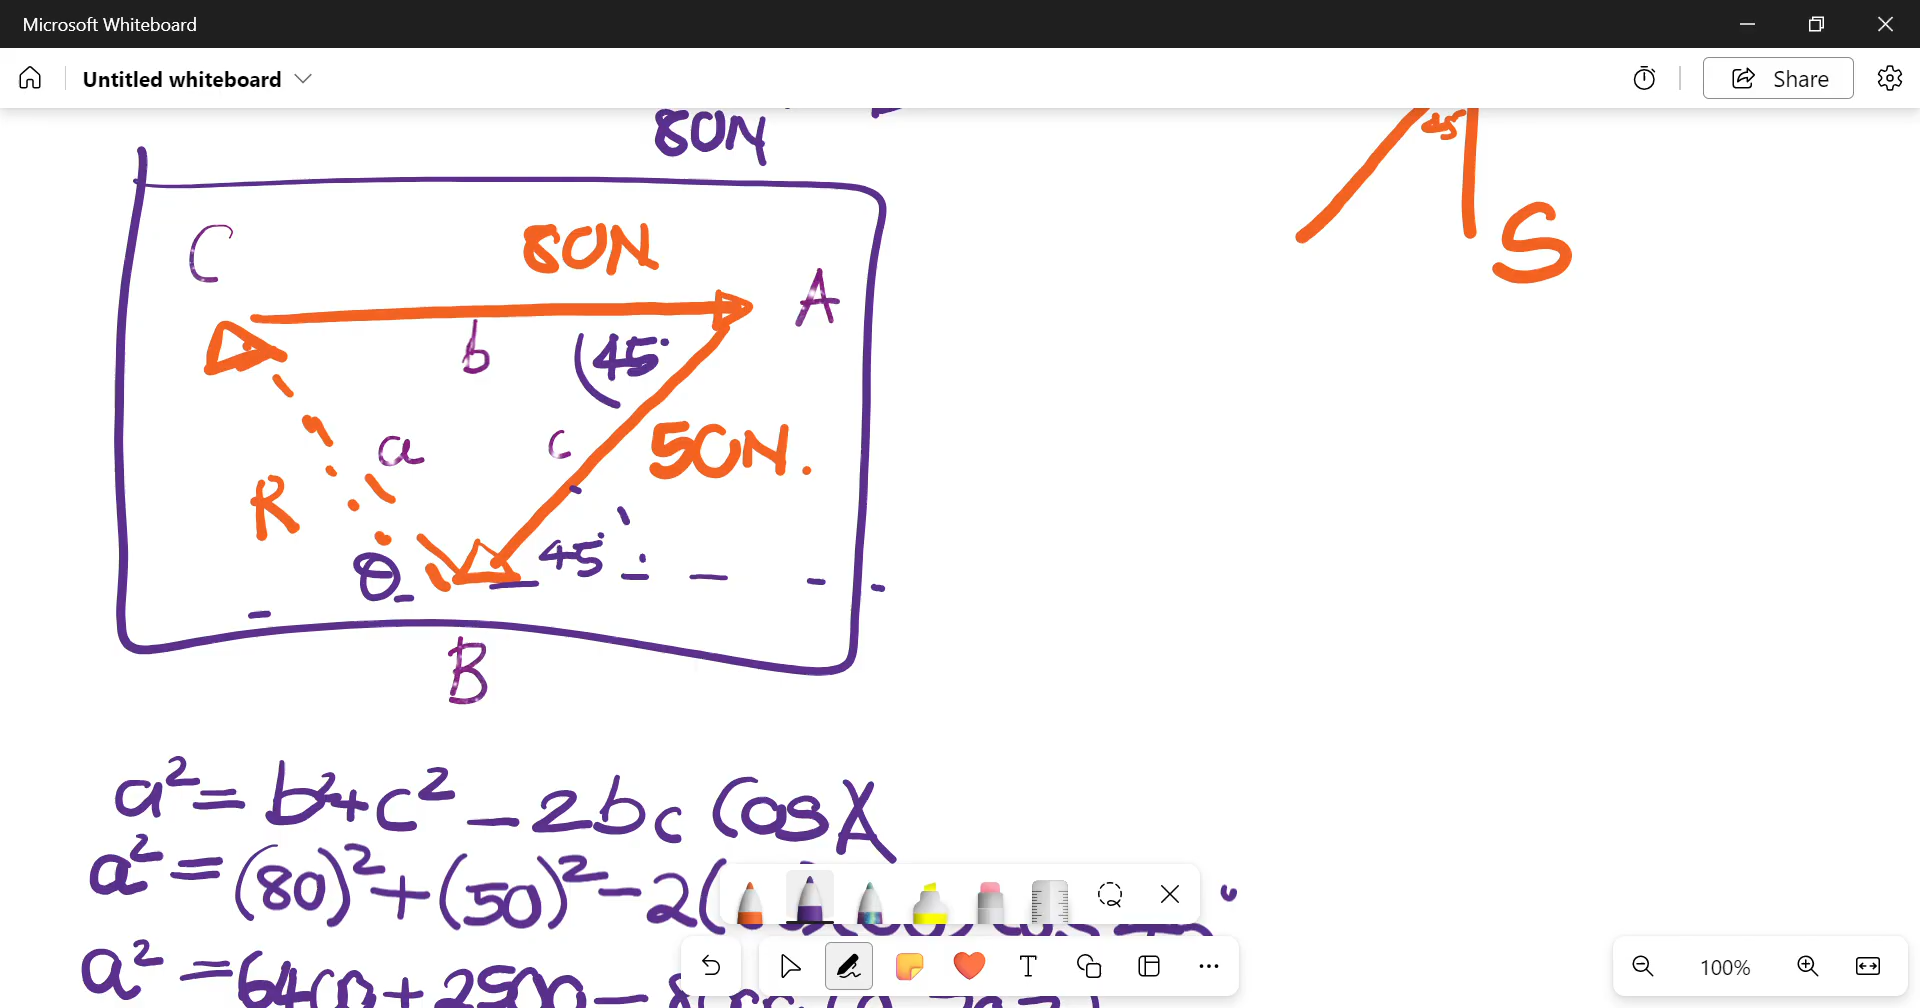 Microsoft Whiteboard
Untitled whiteboard
Share
80N
45
S
C
80N
A
b
45°
a
c
50N.
R
θ
45°
B
a² = b² + c² - 2bc Cos A
a² = (80)² + (50)² - 2(
a² = 6400 + 2500 -
100%